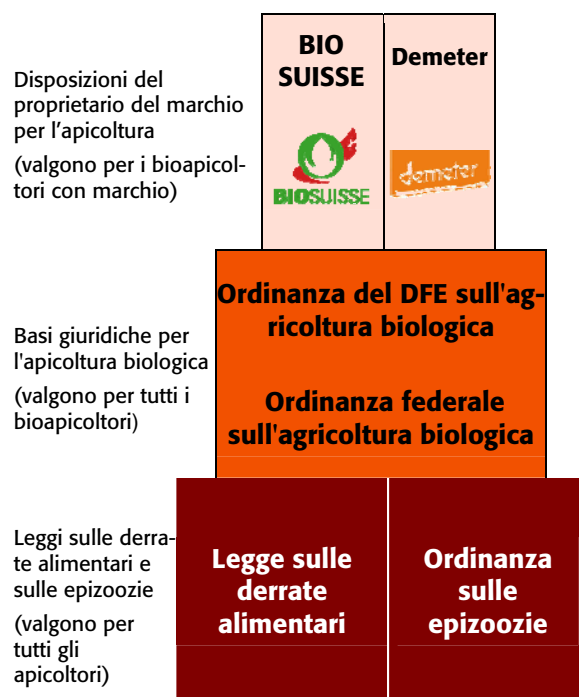 Disposizioni del
proprietario del marchio
per l'apicoltura
(valgono per i bioapicol-
tori con marchio)
BIO
SUISSE
BIOSUISSE
Demeter
demeter
Basi giuridiche per
l'apicoltura biologica
(valgono per tutti i
bioapicoltori)
Ordinanza del DFE sull'ag-
ricoltura biologica
Ordinanza federale
sull'agricoltura biologica
Leggi sulle derra-
te alimentari e
sulle epizoozie
(valgono per
tutti gli
apicoltori)
Legge sulle
derrate
alimentari
Ordinanza
sulle
epizoozie